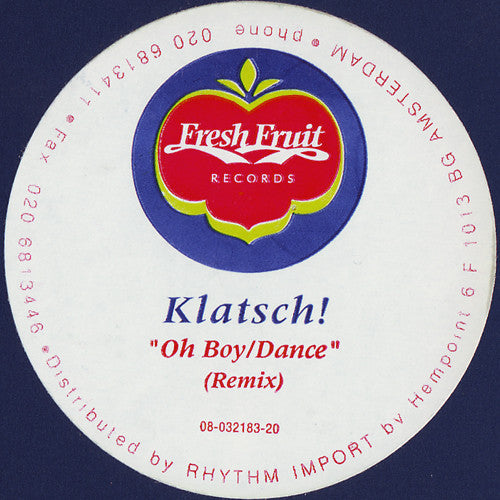 Fresh Fruit
RECORDS
Klatsch!
"Oh Boy/Dance"
(Remix)
08-032183-20
•Distributed by RHYTHM IMPORT by Hempoint 6 F 1013 BG AMSTERDAM • phone 020 6813411 • Fax 020 6813446